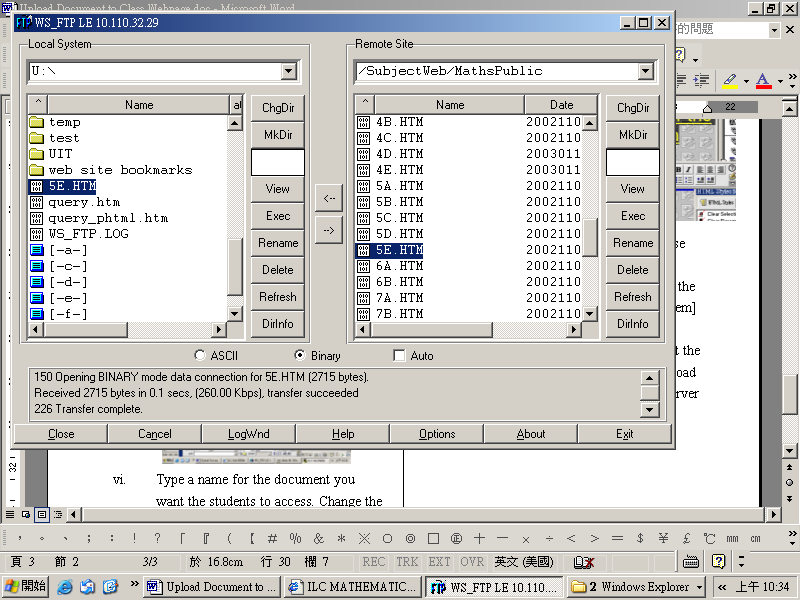 Upload Document to Class Webpage.doc - Microsoft Word
WS_FTP LE 10.110.32.29
的問題
Local System
Remote Site
U:\
/SubjectWeb/MathsPublic
^ Name
ChgDir
MkDir
View
Exec
Rename
Delete
Refresh
DirInfo
temp
test
UIT
web site bookmarks
5E.HTM
query.htm
query_phtml.htm
WS_FTP.LOG
[-a-]
[-c-]
[-d-]
[-e-]
[-f-]
<--
-->
^ Name Date
4B.HTM 2002110
4C.HTM 2002110
4D.HTM 2003011
4E.HTM 2003011
5A.HTM 2002110
5B.HTM 2002110
5C.HTM 2002110
5D.HTM 2002110
5E.HTM 2002110
6A.HTM 2002110
6B.HTM 2002110
7A.HTM 2002110
7B.HTM 2002110
ChgDir
MkDir
View
Exec
Rename
Delete
Refresh
DirInfo
ASCII Binary Auto
150 Opening BINARY mode data connection for 5E.HTM (2715 bytes).
Received 2715 bytes in 0.1 secs, (260.00 Kbps), transfer succeeded
226 Transfer complete.
Close Cancel LogWnd Help Options About Exit
22
se
the
em]
t the
oad
rver
32
vi. Type a name for the document you
want the students to access. Change the
， 、 ； ： ！ ？ 「 『 （ 【 # % & * ※ ○ ◎ □ ㊣ ＋ － × ÷ ＜ ＞ ＝ $ ￥ £ ℃ mm cm
頁 3 節 2 3/3 於 16.8cm 行 30 欄 7 REC TRK EXT OVR 英文 (美國)
開始 Upload Document to ... ILC MATHEMATIC... WS_FTP LE 10.110.... 2 Windows Explorer 上午 10:34